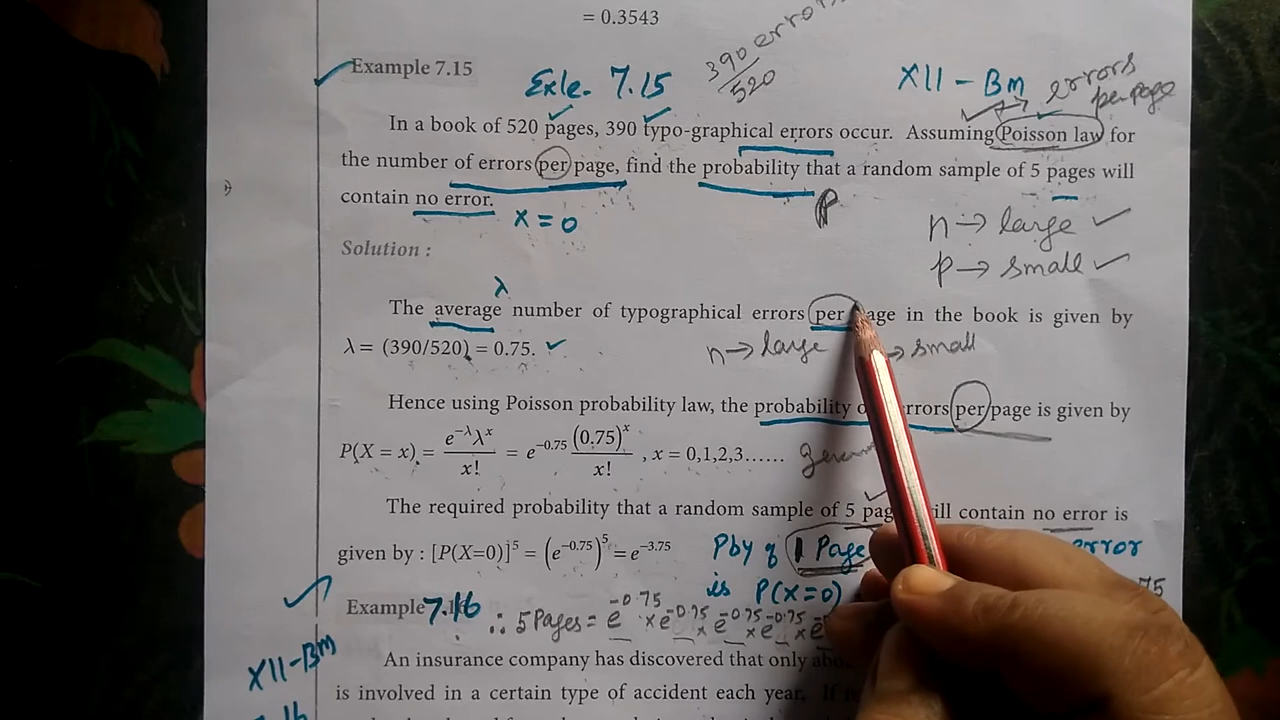 = 0.3543
390 errors
520
Example 7.15
Exle. 7.15
XII - BM
errors
per page
In a book of 520 pages, 390 typo-graphical errors occur. Assuming Poisson law for
the number of errors per page, find the probability that a random sample of 5 pages will
contain no error.
P
x = 0
n → large ✓
p → small ✓
Solution :
λ
The average number of typographical errors per page in the book is given by
λ = (390/520) = 0.75. ✓
n → large → small
Hence using Poisson probability law, the probability of errors per page is given by
P(X = x) = e^{−λ}λ^x / x! = e^{−0.75} (0.75)^x / x! , x = 0,1,2,3......
The required probability that a random sample of 5 pag ill contain no error is
given by : [P(X=0)]^5 = (e^{−0.75})^5 = e^{−3.75}
Pby of 1 Page error
is P(X=0) 75
Example 7.16
∴ 5 Pages = e^{-0.75} × e^{-0.75} × e^{-0.75} × e^{-0.75} × e
XII - BM
An insurance company has discovered that only
is involved in a certain type of accident each year.